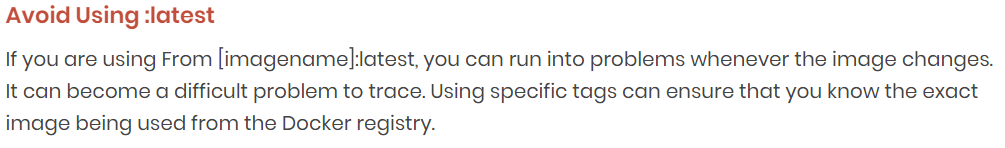 Avoid Using :latest
If you are using From [imagename]:latest, you can run into problems whenever the image changes.
It can become a difficult problem to trace. Using specific tags can ensure that you know the exact
image being used from the Docker registry.